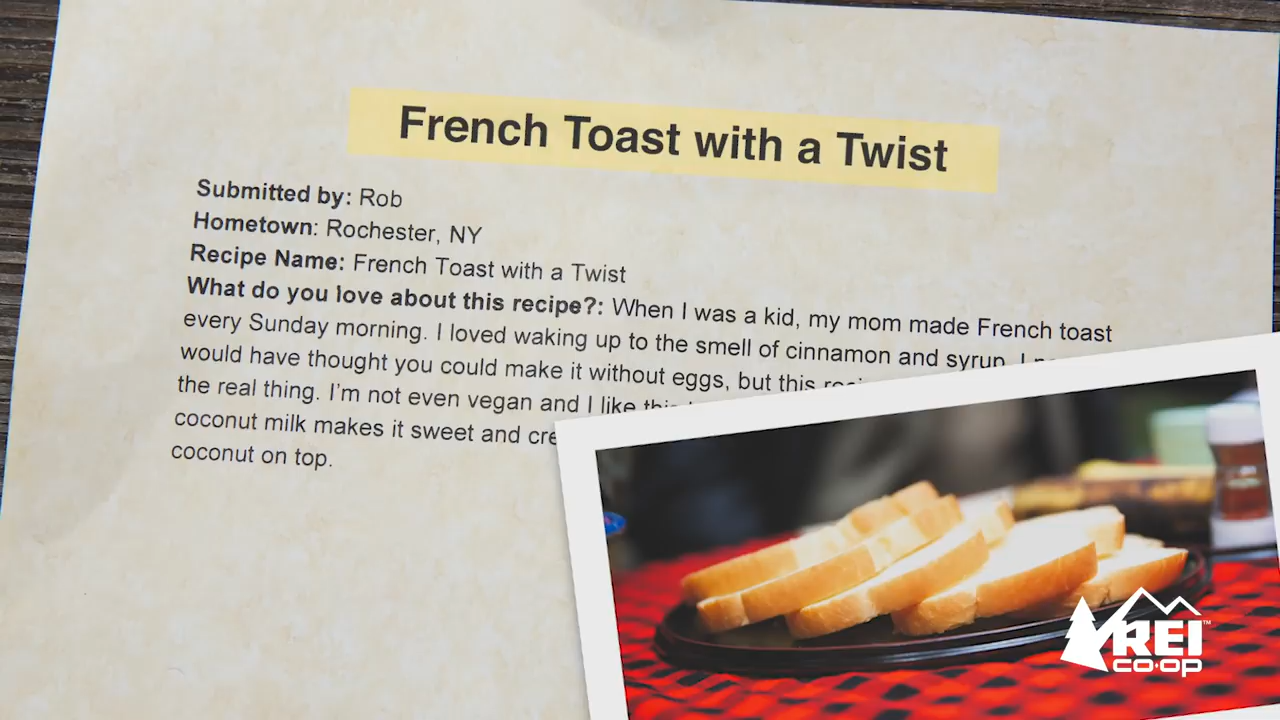 French Toast with a Twist
Submitted by: Rob
Hometown: Rochester, NY
Recipe Name: French Toast with a Twist
What do you love about this recipe?: When I was a kid, my mom made French toast
every Sunday morning. I loved waking up to the smell of cinnamon and syrup. I
would have thought you could make it without eggs, but this
the real thing. I'm not even vegan and I like this
coconut milk makes it sweet and
coconut on top.
REI
CO·OP